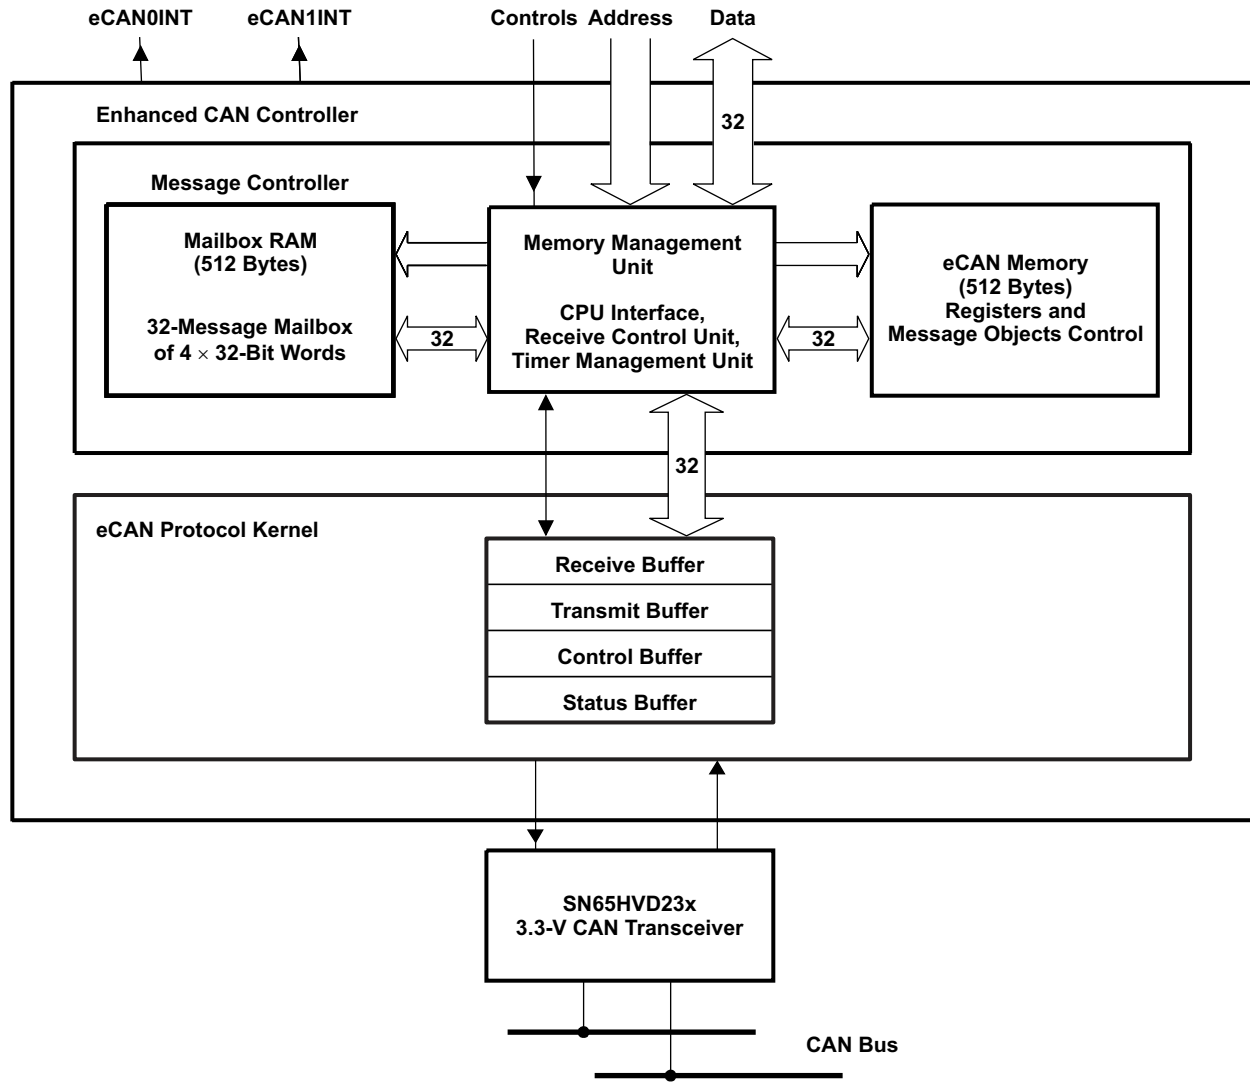 eCAN0INT
eCAN1INT
Controls
Address
Data
32
Enhanced CAN Controller
Message Controller
Mailbox RAM
(512 Bytes)
32-Message Mailbox
of 4 × 32-Bit Words
32
Memory Management
Unit
CPU Interface,
Receive Control Unit,
Timer Management Unit
32
eCAN Memory
(512 Bytes)
Registers and
Message Objects Control
32
eCAN Protocol Kernel
Receive Buffer
Transmit Buffer
Control Buffer
Status Buffer
SN65HVD23x
3.3-V CAN Transceiver
CAN Bus